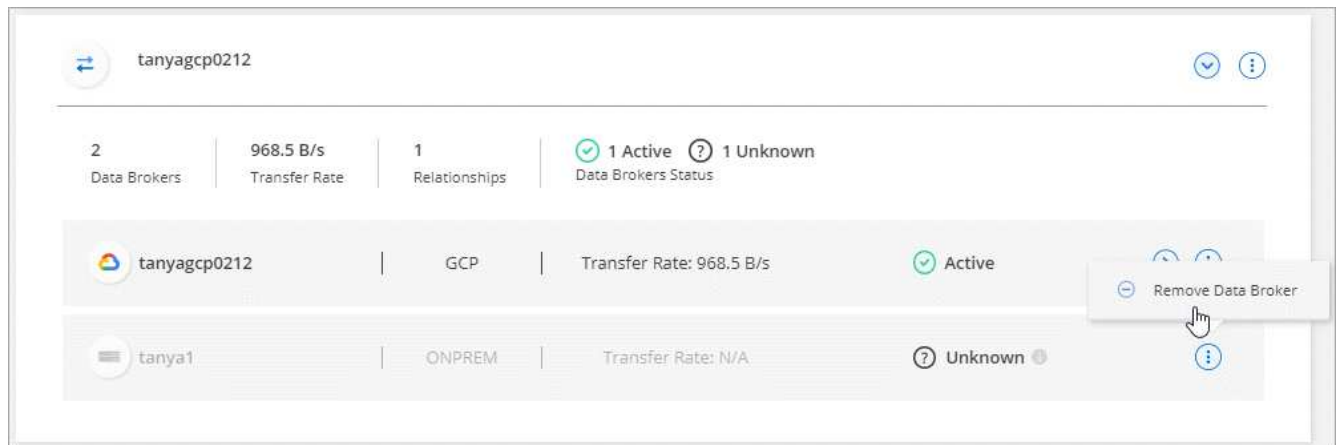 tanyagcp0212
2 968.5 B/s 1 1 Active 1 Unknown
Data Brokers Transfer Rate Relationships Data Brokers Status
tanyagcp0212 GCP Transfer Rate: 968.5 B/s Active
Remove Data Broker
tanya1 ONPREM Transfer Rate: N/A Unknown